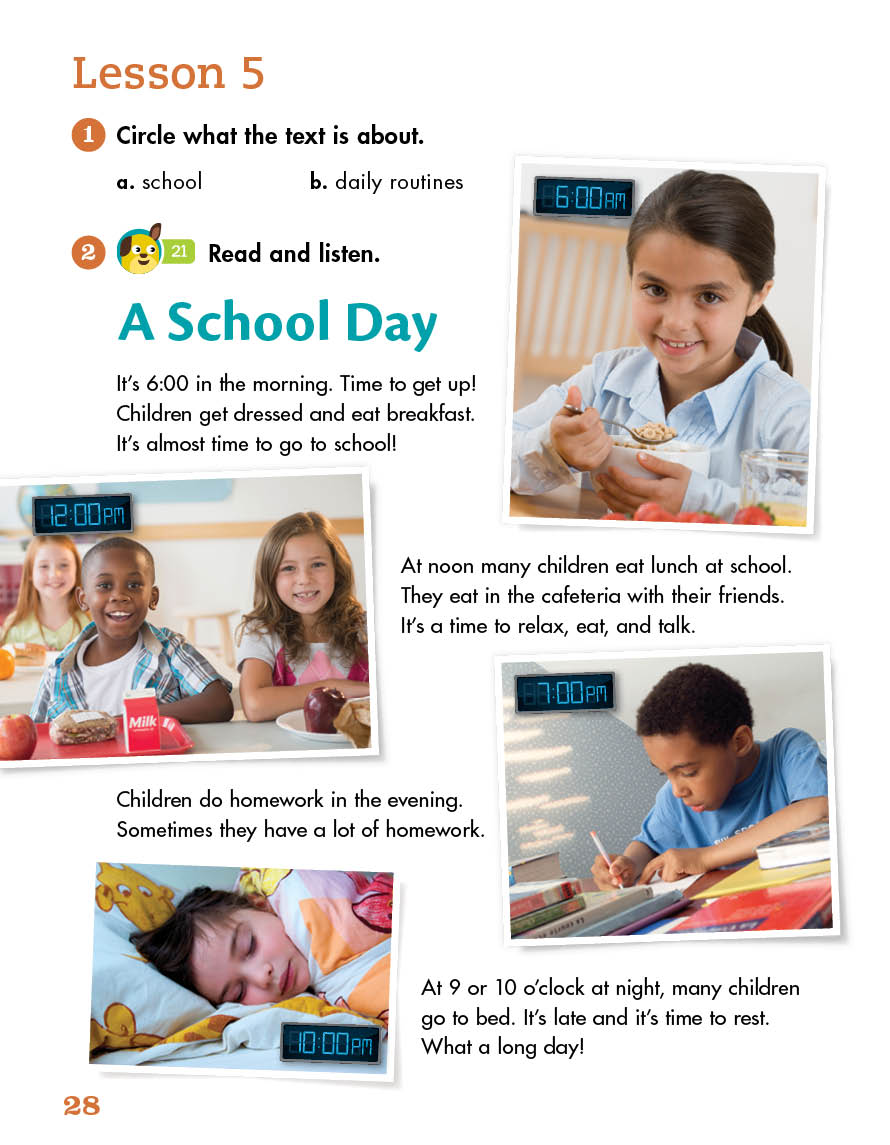 Lesson 5
1 Circle what the text is about.
a. school b. daily routines
2 21 Read and listen.
A School Day
It's 6:00 in the morning. Time to get up!
Children get dressed and eat breakfast.
It's almost time to go to school!
6:00AM
12:00PM
Milk
At noon many children eat lunch at school.
They eat in the cafeteria with their friends.
It's a time to relax, eat, and talk.
7:00PM
Children do homework in the evening.
Sometimes they have a lot of homework.
10:00PM
At 9 or 10 o'clock at night, many children
go to bed. It's late and it's time to rest.
What a long day!
28